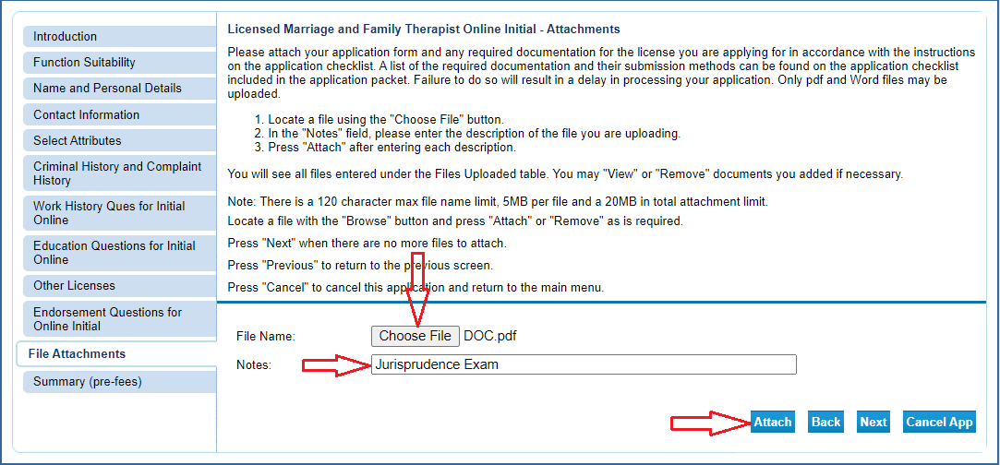 Introduction
Function Suitability
Name and Personal Details
Contact Information
Select Attributes
Criminal History and Complaint
History
Work History Ques for Initial
Online
Education Questions for Initial
Online
Other Licenses
Endorsement Questions for
Online Initial
File Attachments
Summary (pre-fees)
Licensed Marriage and Family Therapist Online Initial - Attachments
Please attach your application form and any required documentation for the license you are applying for in accordance with the instructions
on the application checklist. A list of the required documentation and their submission methods can be found on the application checklist
included in the application packet. Failure to do so will result in a delay in processing your application. Only pdf and Word files may be
uploaded.
1. Locate a file using the "Choose File" button.
2. In the "Notes" field, please enter the description of the file you are uploading.
3. Press "Attach" after entering each description.
You will see all files entered under the Files Uploaded table. You may "View" or "Remove" documents you added if necessary.
Note: There is a 120 character max file name limit, 5MB per file and a 20MB in total attachment limit.
Locate a file with the "Browse" button and press "Attach" or "Remove" as is required.
Press "Next" when there are no more files to attach.
Press "Previous" to return to the previous screen.
Press "Cancel" to cancel this application and return to the main menu.
File Name: Choose File DOC.pdf
Notes: Jurisprudence Exam
Attach Back Next Cancel App